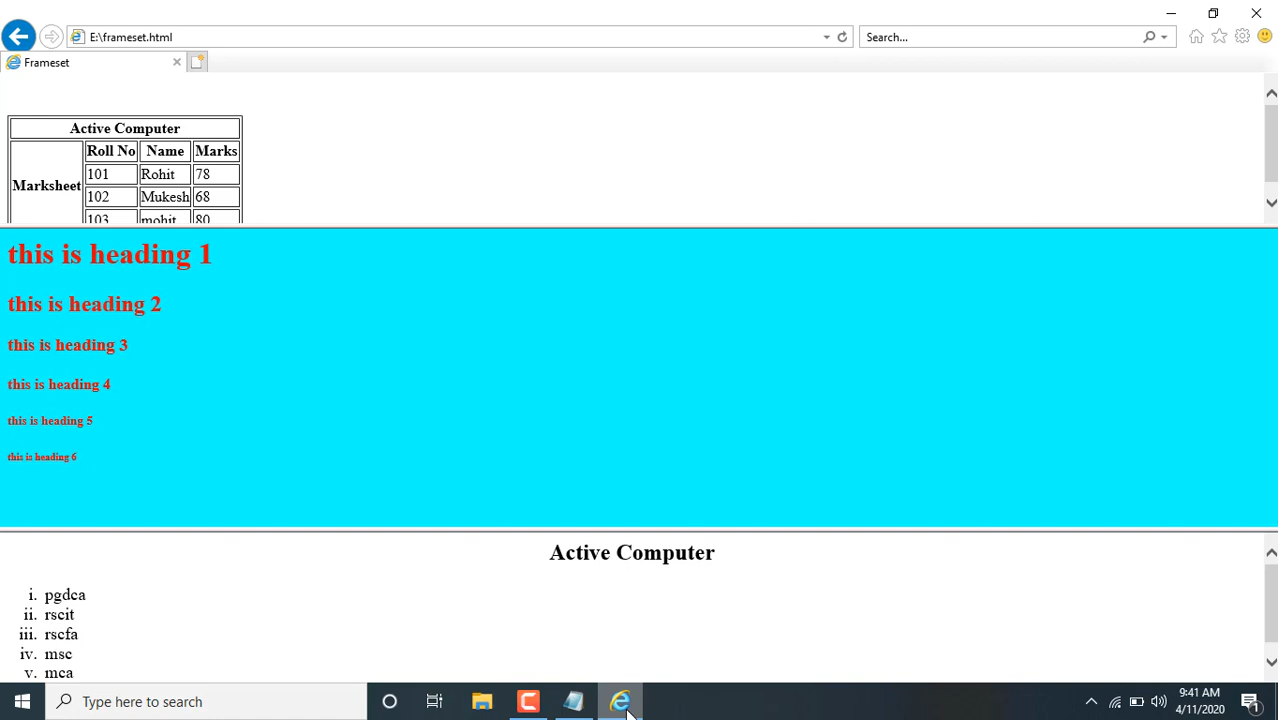 E:\frameset.html
Search...
Frameset
Active Computer
Marksheet
Roll No Name Marks
101 Rohit 78
102 Mukesh 68
103 mohit 80
this is heading 1
this is heading 2
this is heading 3
this is heading 4
this is heading 5
this is heading 6
Active Computer
i. pgdca
ii. rscit
iii. rscfa
iv. msc
v. mca
Type here to search
9:41 AM
4/11/2020
1